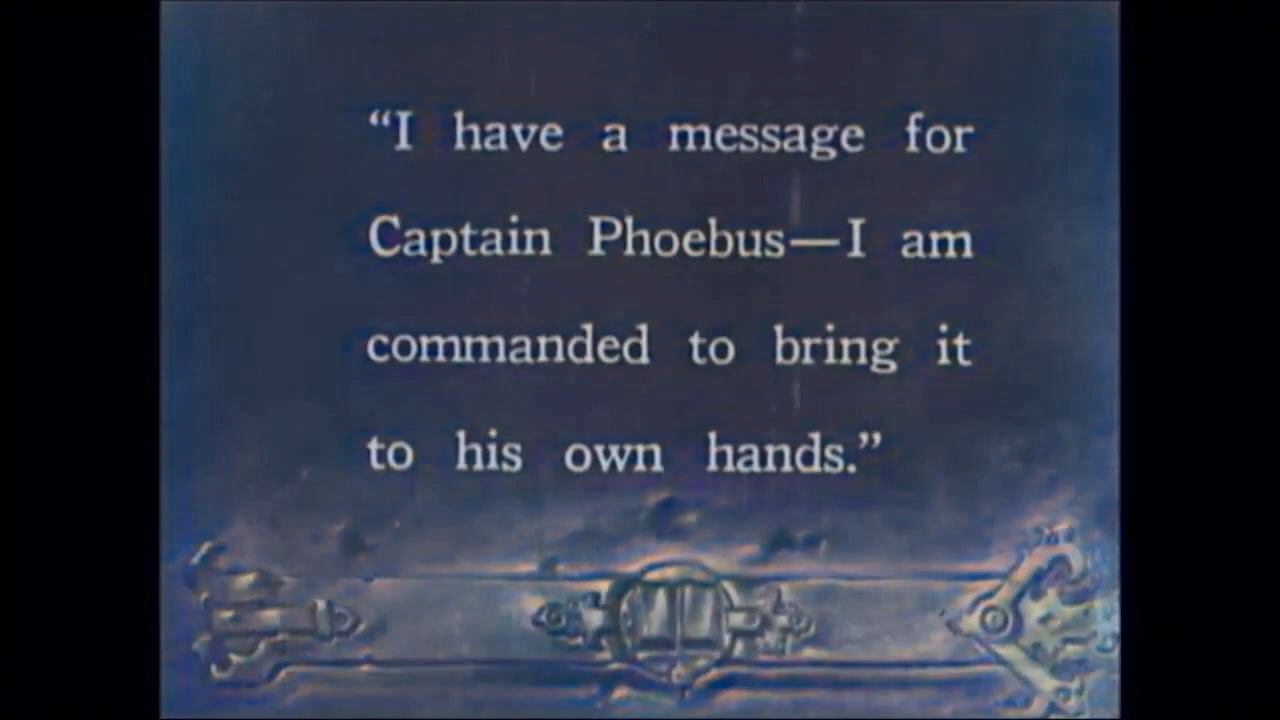 “I have a message for
Captain Phoebus—I am
commanded to bring it
to his own hands.”